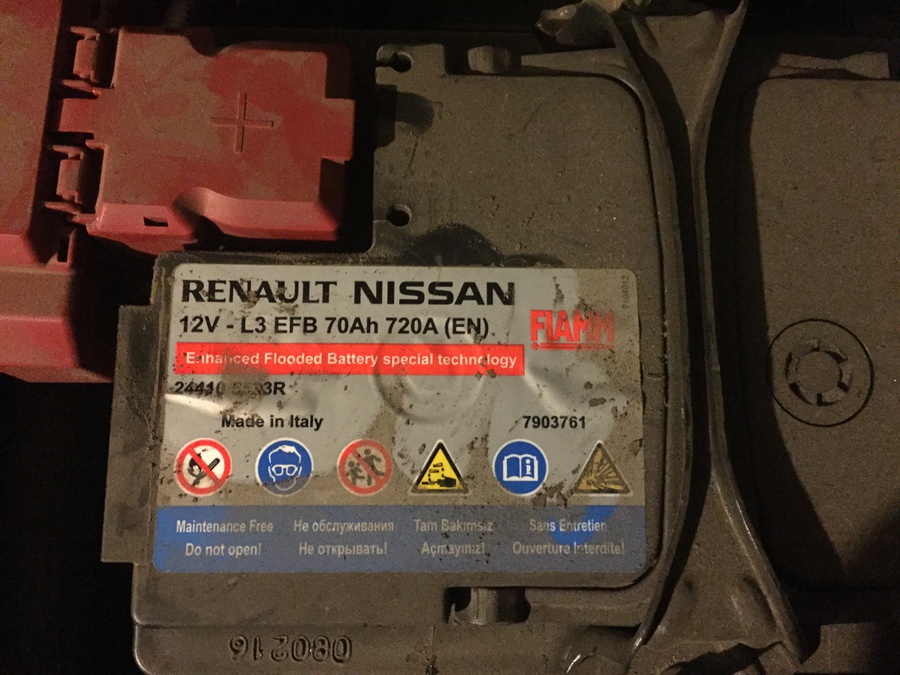 RENAULT NISSAN
12V - L3 EFB 70Ah 720A (EN)
FIAMM
Enhanced Flooded Battery special technology
Made in Italy
7903761
Maintenance Free Не обслуживания Tam Bakımsız Sans Entretien
Do not open! Не открывать! Açmayınız! Ouverture Interdite!
080216